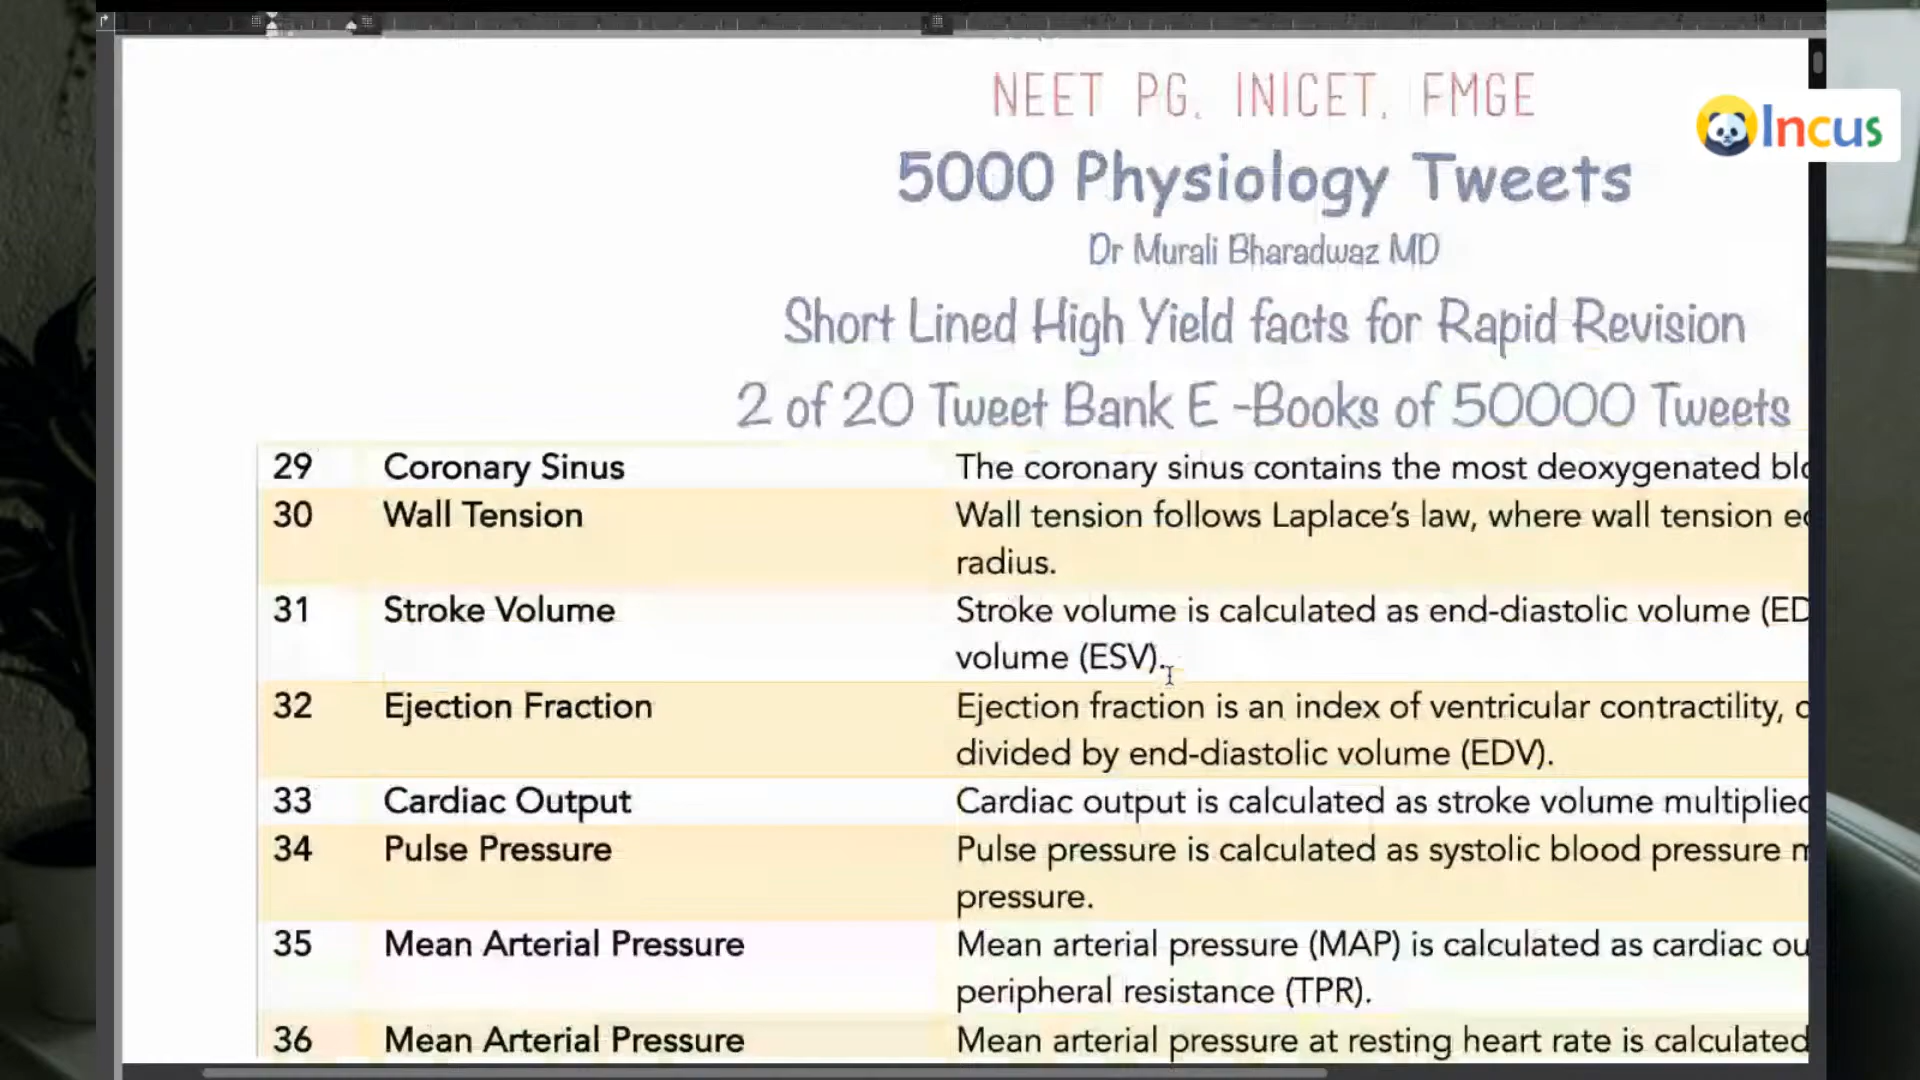 NEET PG, INICET, FMGE
Incus
5000 Physiology Tweets
Dr Murali Bharadwaz MD
Short Lined High Yield facts for Rapid Revision
2 of 20 Tweet Bank E -Books of 50000 Tweets
29 Coronary Sinus The coronary sinus contains the most deoxygenated
30 Wall Tension Wall tension follows Laplace’s law, where wall tension
radius.
31 Stroke Volume Stroke volume is calculated as end-diastolic volume (ED
volume (ESV).
32 Ejection Fraction Ejection fraction is an index of ventricular contractility,
divided by end-diastolic volume (EDV).
33 Cardiac Output Cardiac output is calculated as stroke volume multiplied
34 Pulse Pressure Pulse pressure is calculated as systolic blood pressure
pressure.
35 Mean Arterial Pressure Mean arterial pressure (MAP) is calculated as cardiac ou
peripheral resistance (TPR).
36 Mean Arterial Pressure Mean arterial pressure at resting heart rate is calculated